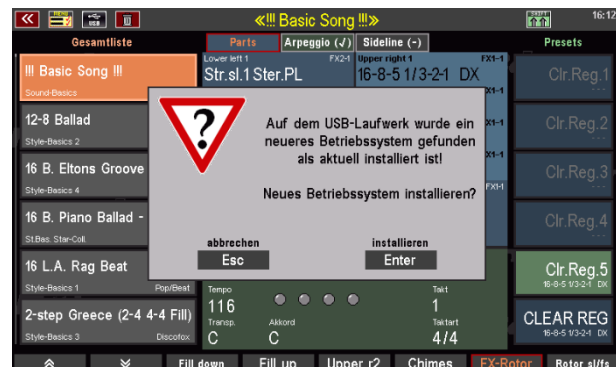 «!!! Basic Song !!!»
16:12
Gesamtliste
Parts
Arpeggio (√)
Sideline (-)
Presets
!!! Basic Song !!!
Sound-Basics
12-8 Ballad
Style-Basics 2
16 B. Eltons Groove
Style-Basics 4
16 B. Piano Ballad -
St.Bas. Star-Coll.
16 L.A. Rag Beat
Style-Basics 1
Pop/Beat
2-step Greece (2-4 4-4 Fill)
Style-Basics 3
Discofox
Lower left 1
FX2-1
Str.sl.1 Ster.PL
Upper right 1
FX1-1
16-8-5 1/3-2-1 DX
FX1-1
FX1-1
?
Auf dem USB-Laufwerk wurde ein
neueres Betriebssystem gefunden
als aktuell installiert ist!
Neues Betriebssystem installieren?
abbrechen
Esc
installieren
Enter
Tempo
116
Takt
1
Transp.
C
Akkord
C
Taktart
4/4
Clr.Reg.1
Clr.Reg.2
Clr.Reg.3
Clr.Reg.4
Clr.Reg.5
16-8-5 1/3-2-1 DX
CLEAR REG
16-8-5 1/3-2-1 DX
Fill down
Fill up
Upper r2
Chimes
FX-Rotor
Rotor sl/fs